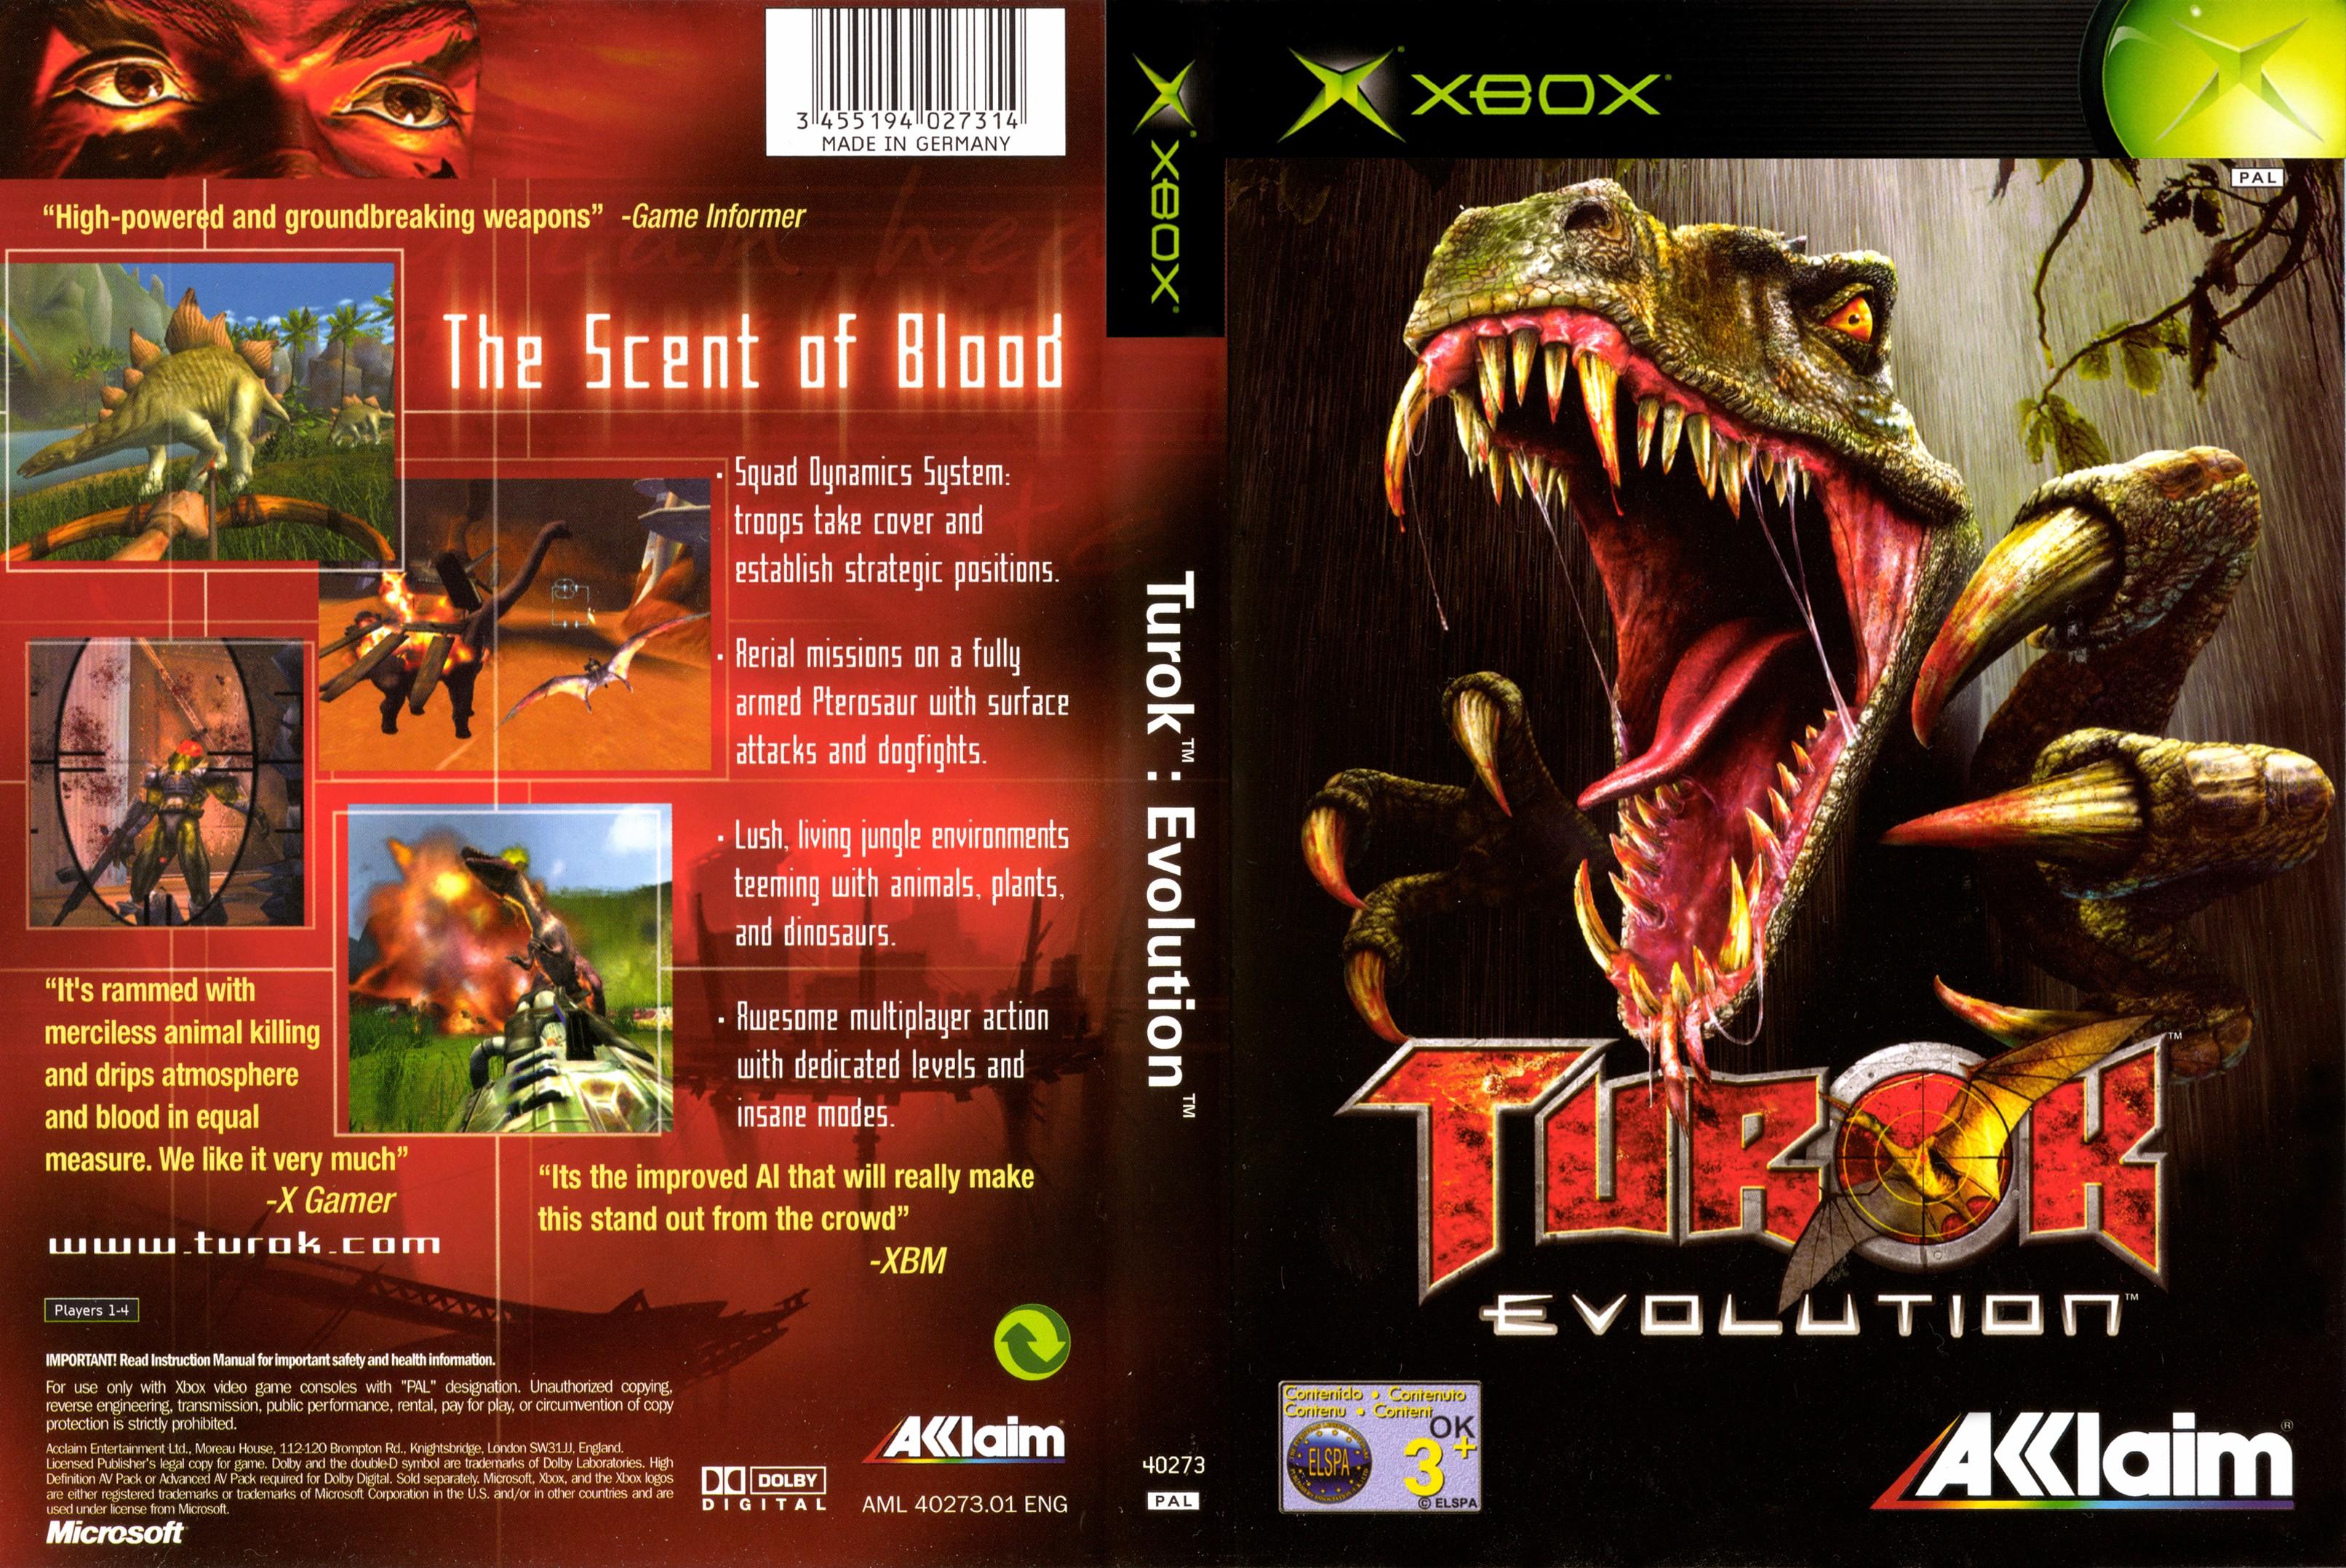 3 455194 027314
MADE IN GERMANY
“High-powered and groundbreaking weapons” -Game Informer
The Scent of Blood
· Squad Dynamics System:
troops take cover and
establish strategic positions.
· Aerial missions on a fully
armed Pterosaur with surface
attacks and dogfights.
· Lush, living jungle environments
teeming with animals, plants,
and dinosaurs.
· Awesome multiplayer action
with dedicated levels and
insane modes.
“It's rammed with
merciless animal killing
and drips atmosphere
and blood in equal
measure. We like it very much”
-X Gamer
“Its the improved AI that will really make
this stand out from the crowd”
-XBM
www.turok.com
Players 1-4
IMPORTANT! Read Instruction Manual for important safety and health information.
For use only with Xbox video game consoles with "PAL" designation. Unauthorized copying,
reverse engineering, transmission, public performance, rental, pay for play, or circumvention of copy
protection is strictly prohibited.
Acclaim Entertainment Ltd., Moreau House, 112-120 Brompton Rd., Knightsbridge, London SW31JJ, England.
Licensed Publisher's legal copy for game. Dolby and the double-D symbol are trademarks of Dolby Laboratories. High
Definition AV Pack or Advanced AV Pack required for Dolby Digital. Sold separately. Microsoft, Xbox, and the Xbox logos
are either registered trademarks or trademarks of Microsoft Corporation in the U.S. and/or in other countries and are
used under license from Microsoft.
Microsoft
DOLBY
DIGITAL
AKKlaim
AML 40273.01 ENG
XBOX®
Turok™: Evolution™
40273
PAL
XBOX®
PAL
TUROK™
EVOLUTION™
Contenido • Contenuto
Contenu • Content
OK
ELSPA
3+
© ELSPA
AKKlaim®